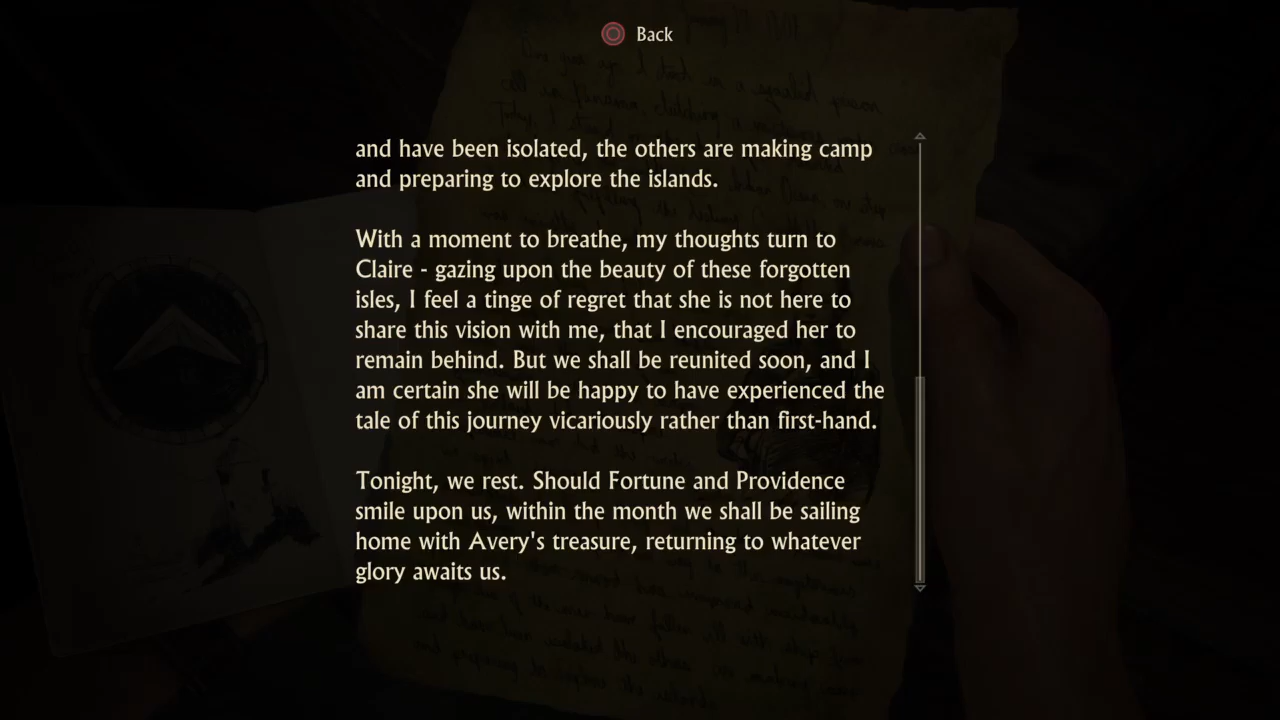 Back
and have been isolated, the others are making camp
and preparing to explore the islands.
With a moment to breathe, my thoughts turn to
Claire - gazing upon the beauty of these forgotten
isles, I feel a tinge of regret that she is not here to
share this vision with me, that I encouraged her to
remain behind. But we shall be reunited soon, and I
am certain she will be happy to have experienced the
tale of this journey vicariously rather than first-hand.
Tonight, we rest. Should Fortune and Providence
smile upon us, within the month we shall be sailing
home with Avery's treasure, returning to whatever
glory awaits us.